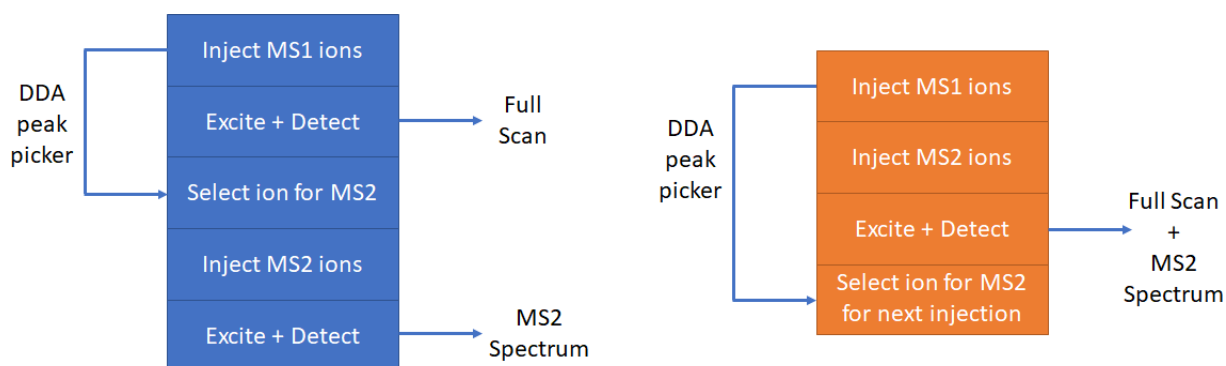 Inject MS1 ions
DDA
peak
picker
Excite + Detect
Full
Scan
Select ion for MS2
Inject MS2 ions
Excite + Detect
MS2
Spectrum
Inject MS1 ions
DDA
peak
picker
Inject MS2 ions
Excite + Detect
Full Scan
+
MS2
Spectrum
Select ion for MS2
for next injection